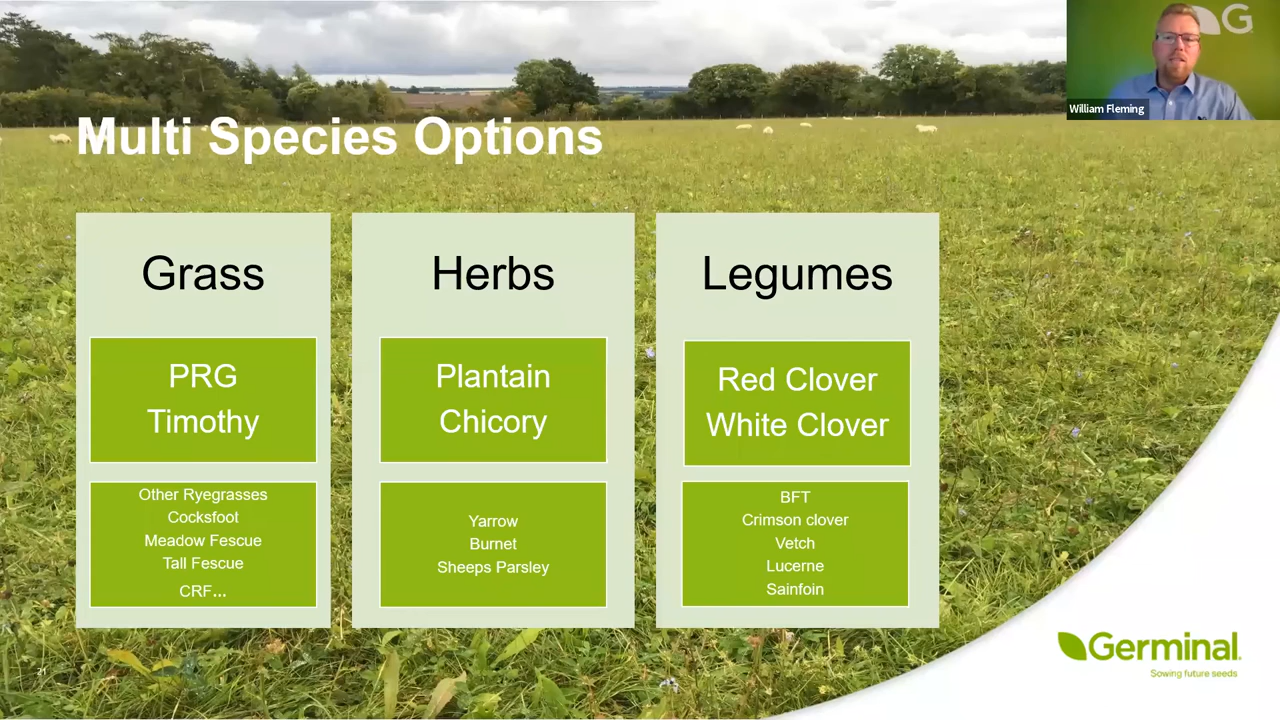 G
William Fleming
Multi Species Options
Grass
PRG
Timothy
Other Ryegrasses
Cocksfoot
Meadow Fescue
Tall Fescue
CRF...
Herbs
Plantain
Chicory
Yarrow
Burnet
Sheeps Parsley
Legumes
Red Clover
White Clover
BFT
Crimson clover
Vetch
Lucerne
Sainfoin
21
Germinal.
Sowing future seeds